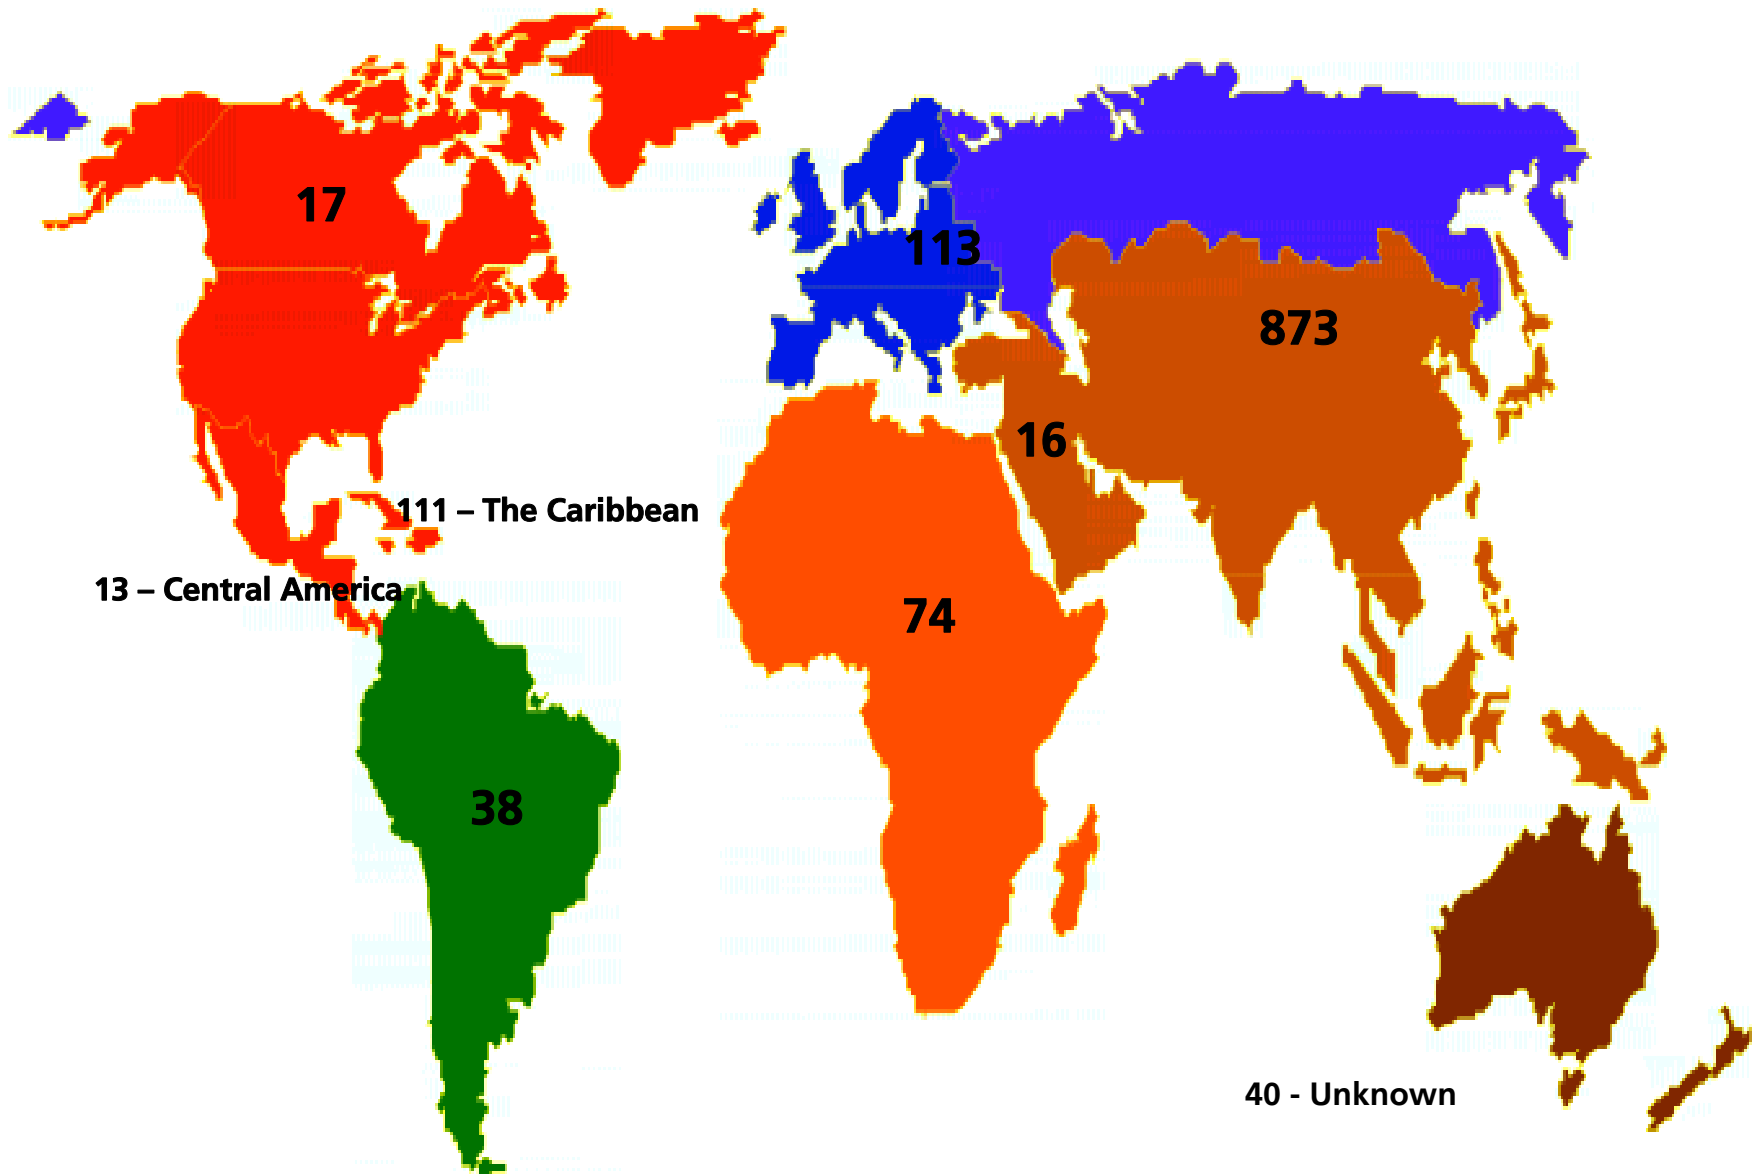 17
113
873
16
111 – The Caribbean
13 – Central America
74
38
40 - Unknown